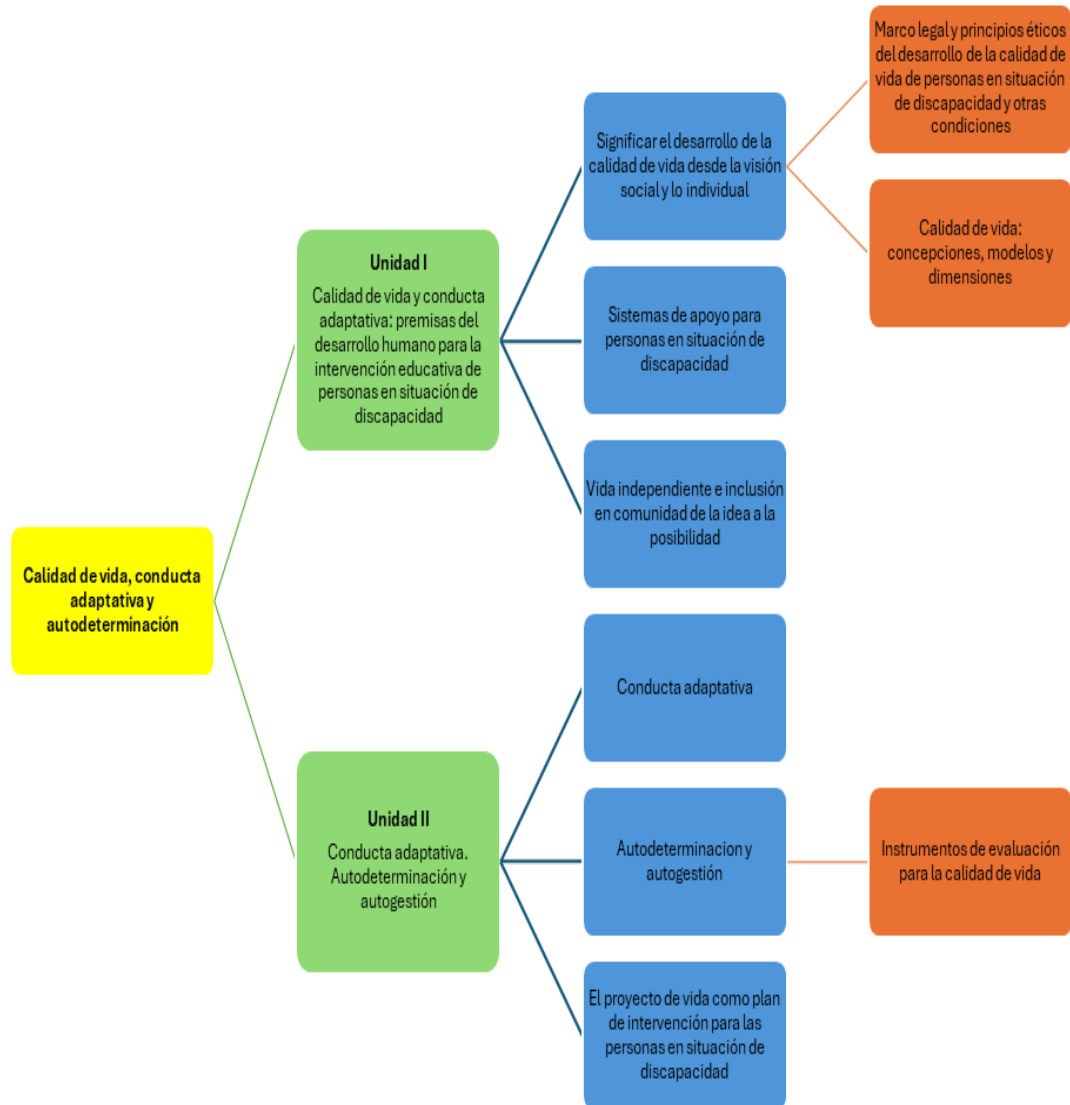 Marco legal y principios éticos
del desarrollo de la calidad de
vida de personas en situación
de discapacidad y otras
condiciones
Significar el desarrollo de la
calidad de vida desde la visión
social y lo individual
Calidad de vida:
concepciones, modelos y
dimensiones
Unidad I
Calidad de vida y conducta
adaptativa: premisas del
desarrollo humano para la
intervención educativa de
personas en situación de
discapacidad
Sistemas de apoyo para
personas en situación de
discapacidad
Vida independiente e inclusión
en comunidad de la idea a la
posibilidad
Calidad de vida, conducta
adaptativa y
autodeterminación
Unidad II
Conducta adaptativa.
Autodeterminación y
autogestión
Conducta adaptativa
Autodeterminacion y
autogestión
Instrumentos de evaluación
para la calidad de vida
El proyecto de vida como plan
de intervención para las
personas en situación de
discapacidad